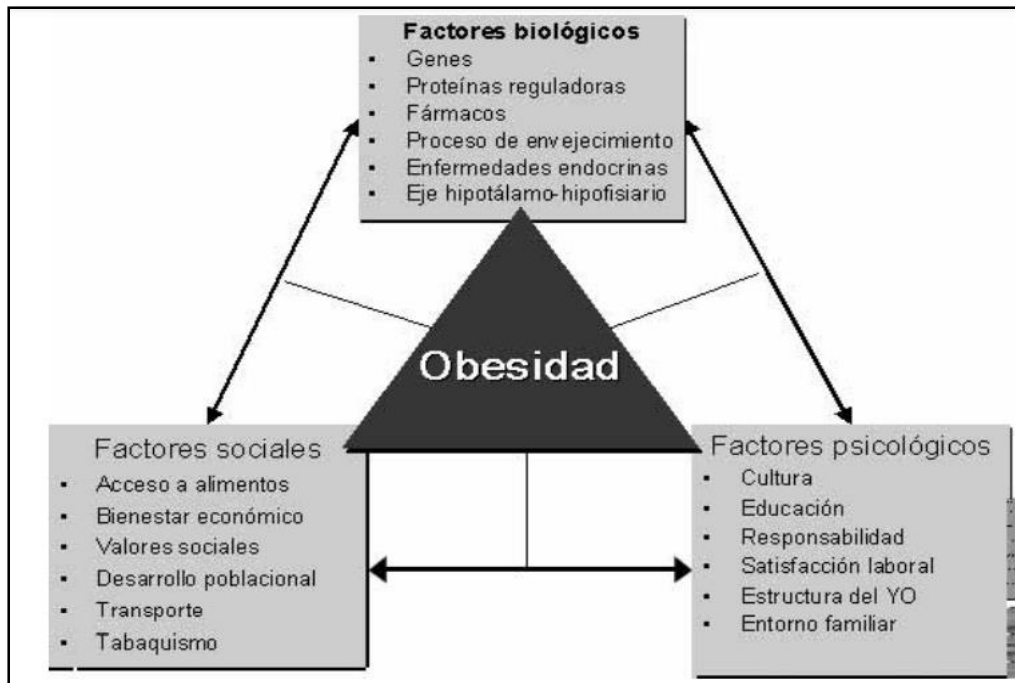 Factores biológicos
▪ Genes
▪ Proteínas reguladoras
▪ Fármacos
▪ Proceso de envejecimiento
▪ Enfermedades endocrinas
▪ Eje hipotálamo-hipofisiario
Obesidad
Factores sociales
▪ Acceso a alimentos
▪ Bienestar económico
▪ Valores sociales
▪ Desarrollo poblacional
▪ Transporte
▪ Tabaquismo
Factores psicológicos
▪ Cultura
▪ Educación
▪ Responsabilidad
▪ Satisfacción laboral
▪ Estructura del YO
▪ Entorno familiar